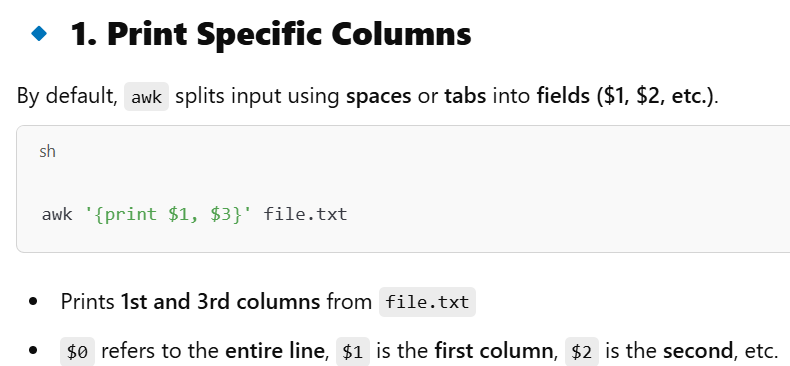 1. Print Specific Columns
By default, awk splits input using spaces or tabs into fields ($1, $2, etc.).
sh
awk '{print $1, $3}' file.txt
• Prints 1st and 3rd columns from file.txt
• $0 refers to the entire line, $1 is the first column, $2 is the second, etc.